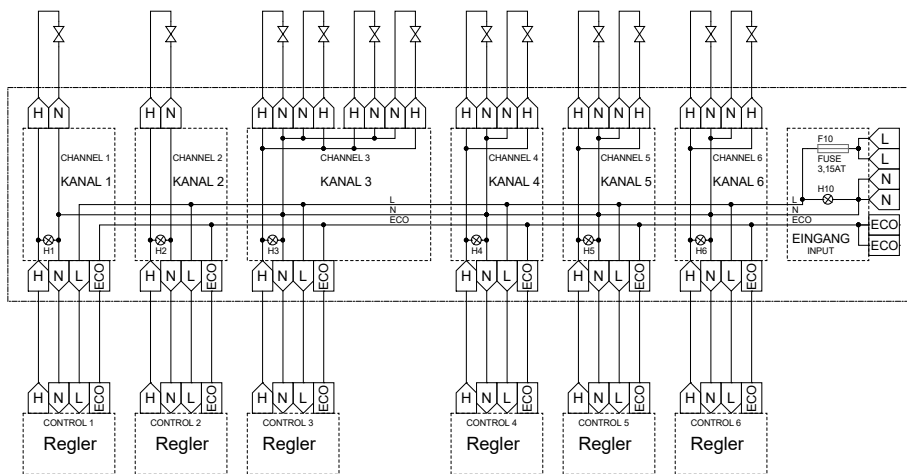 H N H N H N N H H N N H H N N H H N N H H N N H
CHANNEL 1 CHANNEL 2 CHANNEL 3 CHANNEL 4 CHANNEL 5 CHANNEL 6 F10 L
FUSE L
3,15AT
KANAL 1 KANAL 2 KANAL 3 KANAL 4 KANAL 5 KANAL 6 N
H10 N
L L
N N
ECO ECO ECO
EINGANG ECO
INPUT
H1 H2 H3 H4 H5 H6
H N L ECO H N L ECO H N L ECO H N L ECO H N L ECO H N L ECO
H N L ECO H N L ECO H N L ECO H N L ECO H N L ECO H N L ECO
CONTROL 1 CONTROL 2 CONTROL 3 CONTROL 4 CONTROL 5 CONTROL 6
Regler Regler Regler Regler Regler Regler